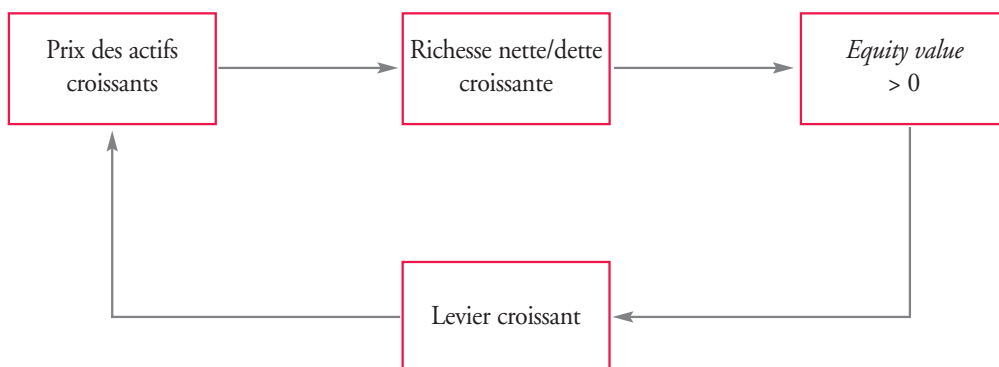 Prix des actifs
croissants
Richesse nette/dette
croissante
Equity value
> 0
Levier croissant